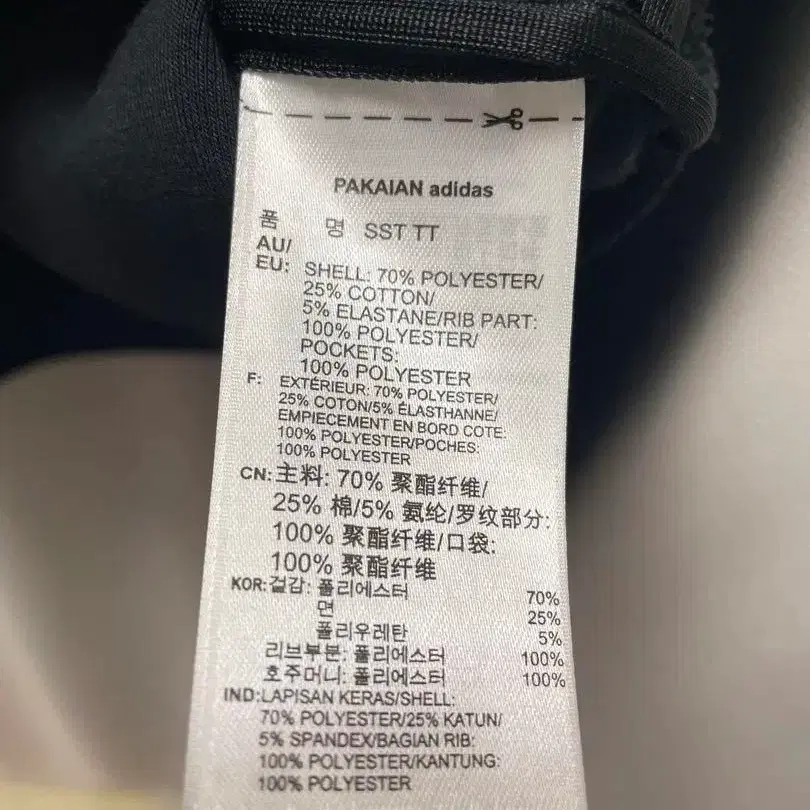 PAKAIAN adidas
품 명 SST TT
AU/
EU: SHELL: 70% POLYESTER/
25% COTTON/
5% ELASTANE/RIB PART:
100% POLYESTER/
POCKETS:
100% POLYESTER
F: EXTÉRIEUR: 70% POLYESTER/
25% COTON/5% ÉLASTHANNE/
EMPIECEMENT EN BORD COTE:
100% POLYESTER/POCHES:
100% POLYESTER
CN: 主料: 70% 聚酯纤维/
25% 棉/5% 氨纶/罗纹部分:
100% 聚酯纤维/口袋:
100% 聚酯纤维
KOR: 겉감: 폴리에스터 70%
면 25%
폴리우레탄 5%
리브부분: 폴리에스터 100%
호주머니: 폴리에스터 100%
IND: LAPISAN KERAS/SHELL:
70% POLYESTER/25% KATUN/
5% SPANDEX/BAGIAN RIB:
100% POLYESTER/KANTUNG:
100% POLYESTER